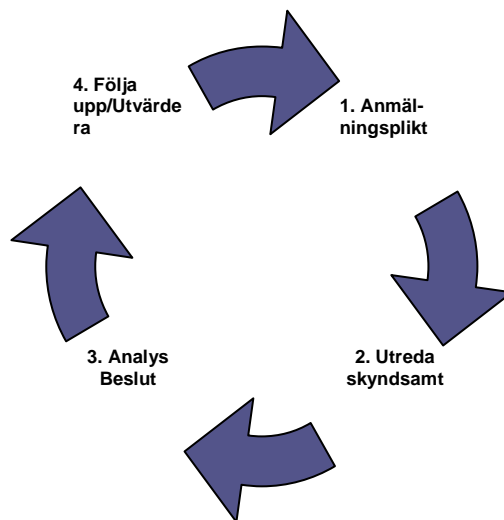 4. Följa
upp/Utvärde
ra
1. Anmäl-
ningsplikt
3. Analys
Beslut
2. Utreda
skyndsamt